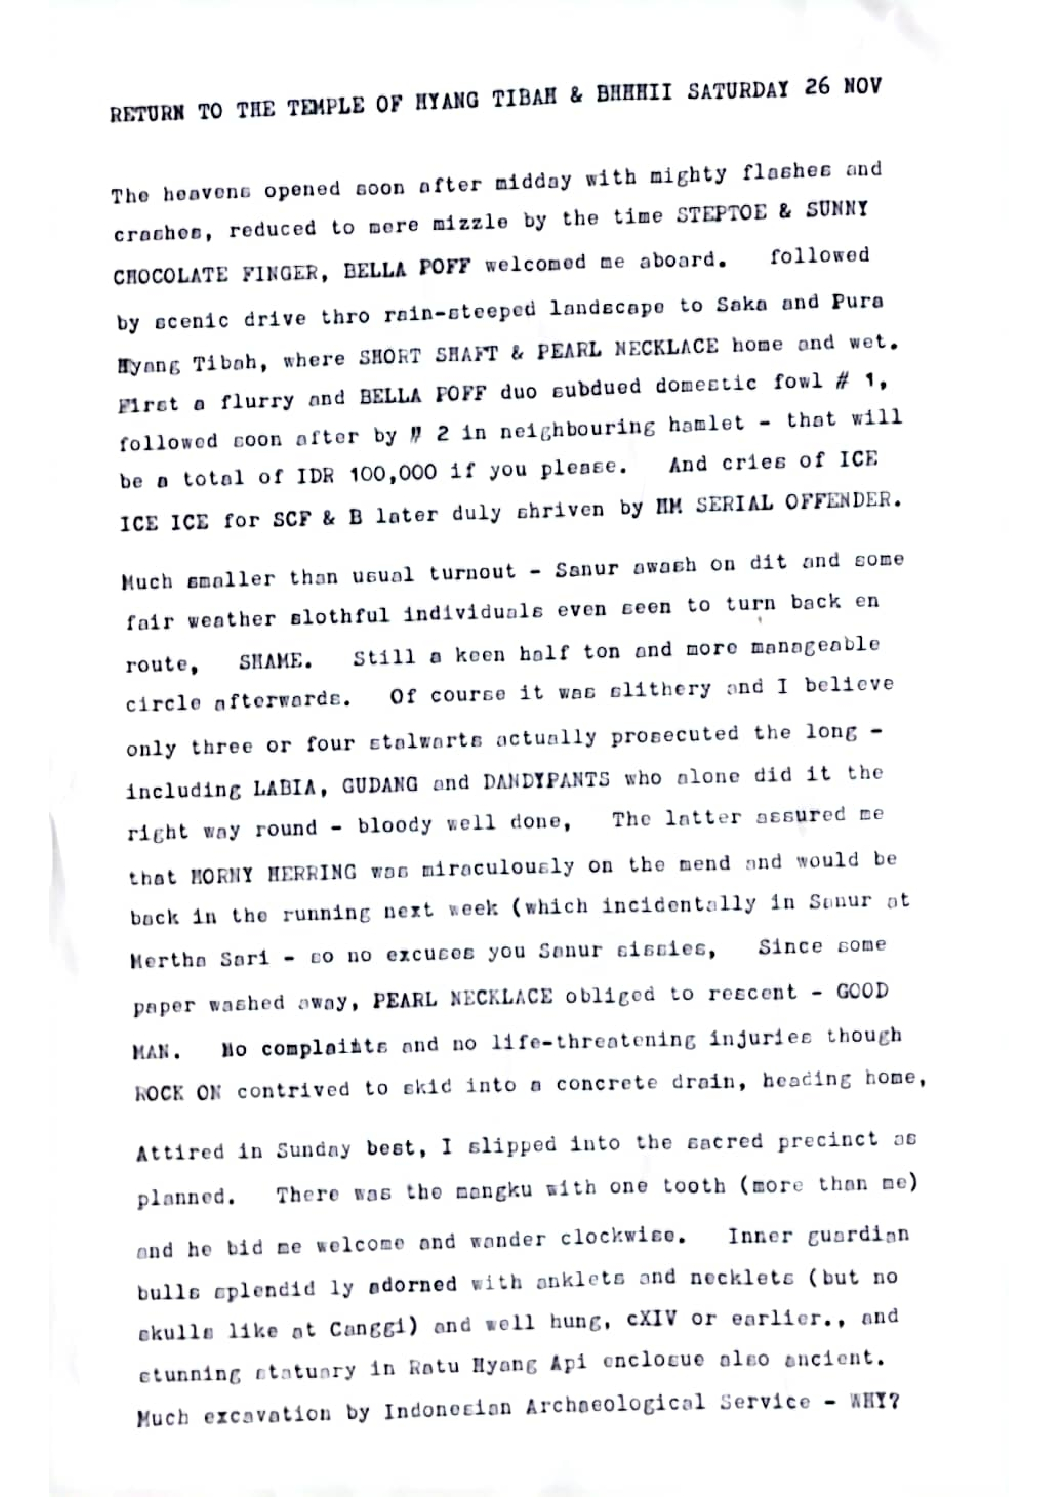 RETURN TO THE TEMPLE OF HYANG TIBAH & BHHHII SATURDAY 26 NOV
The heavens opened soon after midday with mighty flashes and
crashes, reduced to mere mizzle by the time STEPTOE & SUNNY
CHOCOLATE FINGER, BELLA POFF welcomed me aboard. followed
by scenic drive thro rain-steeped landscape to Saka and Pura
Hyang Tibah, where SHORT SHAFT & PEARL NECKLACE home and wet.
First a flurry and BELLA POFF duo subdued domestic fowl # 1,
followed soon after by # 2 in neighbouring hamlet - that will
be a total of IDR 100,000 if you please. And cries of ICE
ICE ICE for SCF & B later duly shriven by HM SERIAL OFFENDER.
Much smaller than usual turnout - Sanur awash on dit and some
fair weather slothful individuals even seen to turn back en
route, SHAME. Still a keen half ton and more manageable
circle afterwards. Of course it was slithery and I believe
only three or four stalwarts actually prosecuted the long -
including LABIA, GUDANG and DANDYPANTS who alone did it the
right way round - bloody well done, The latter assured me
that HORNY HERRING was miraculously on the mend and would be
back in the running next week (which incidentally in Sanur at
Mertha Sari - so no excuses you Sanur sissies, Since some
paper washed away, PEARL NECKLACE obliged to rescent - GOOD
MAN. No complaints and no life-threatening injuries though
ROCK ON contrived to skid into a concrete drain, heading home,
Attired in Sunday best, I slipped into the sacred precinct as
planned. There was the mangku with one tooth (more than me)
and he bid me welcome and wander clockwise. Inner guardian
bulls splendid ly adorned with anklets and necklets (but no
skulls like at Canggi) and well hung, cXIV or earlier., and
stunning statuary in Ratu Hyang Api enclosue also ancient.
Much excavation by Indonesian Archaeological Service - WHY?